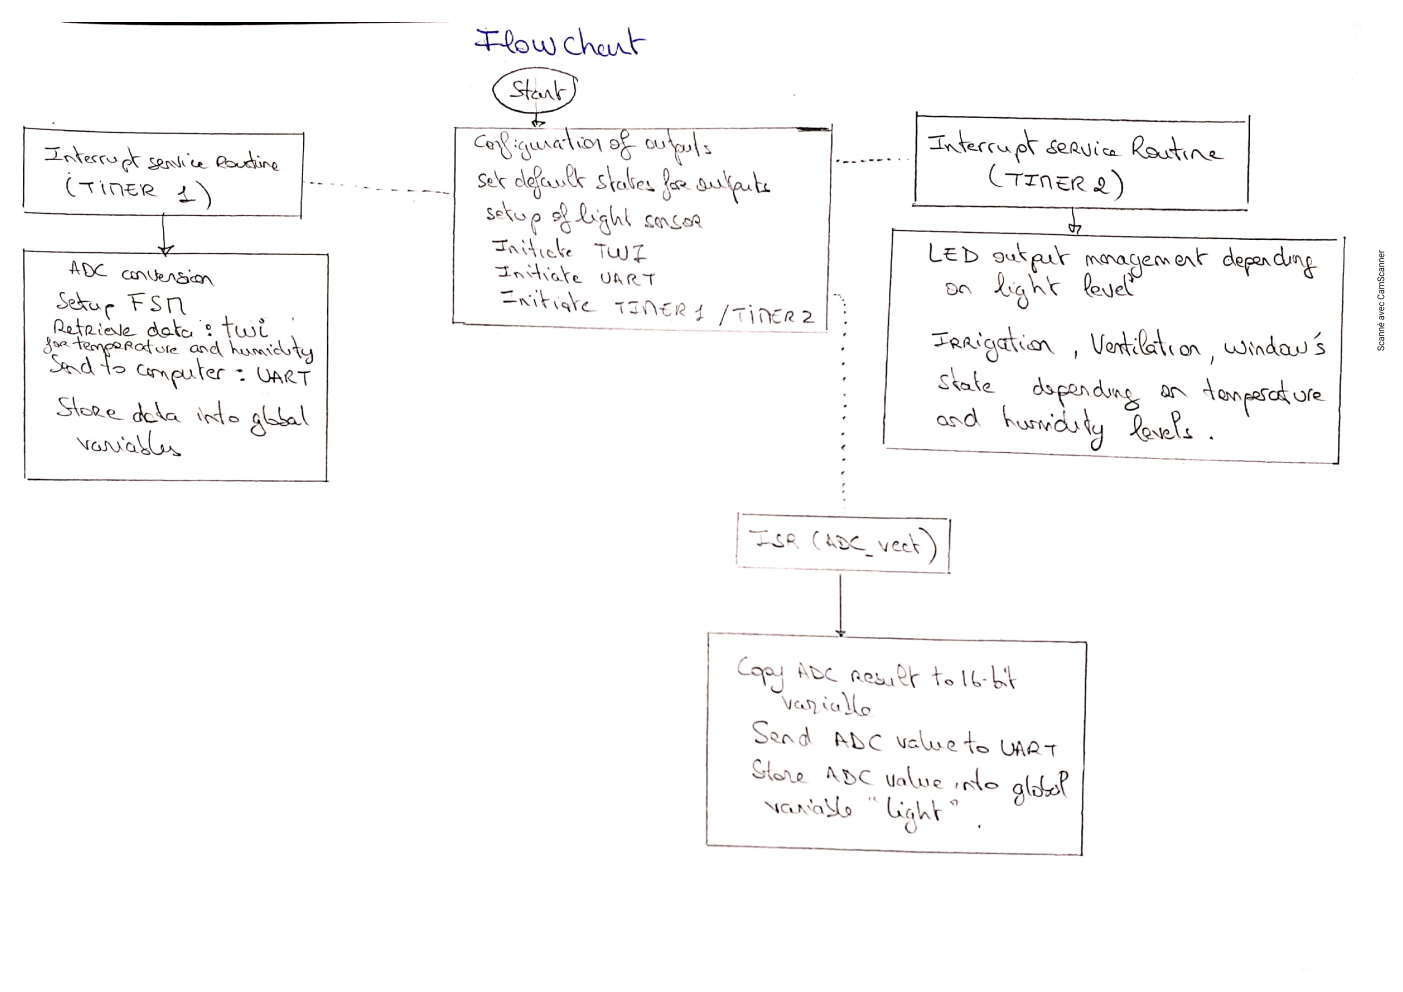 Flow Chart
Start
Configuration of outputs
set default states for outputs
setup of light sensor
Initiate TWI
Initiate UART
Initiate TIMER 1 / TIMER 2
Interrupt service Routine
(TIMER 1)
ADC conversion
Setup FSM
Retrieve data : twi
for temperature and humidity
Send to computer : UART
Store data into global
variables
Interrupt service Routine
(TIMER 2)
LED output management depending
on light level
Irrigation, Ventilation, window's
state depending on temperature
and humidity levels.
ISR (ADC_vect)
Copy ADC result to 16-bit
variable
Send ADC value to UART
Store ADC value into global
variable "light".
Scanné avec CamScanner